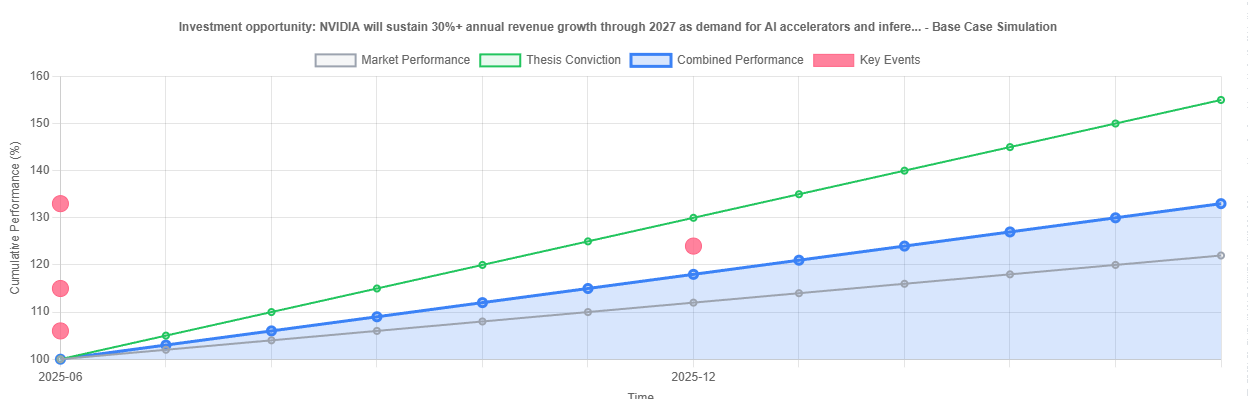 Investment opportunity: NVIDIA will sustain 30%+ annual revenue growth through 2027 as demand for AI accelerators and infere... - Base Case Simulation
Market Performance Thesis Conviction Combined Performance Key Events
Cumulative Performance (%)
160
150
140
130
120
110
100
2025-06 2025-12
Time